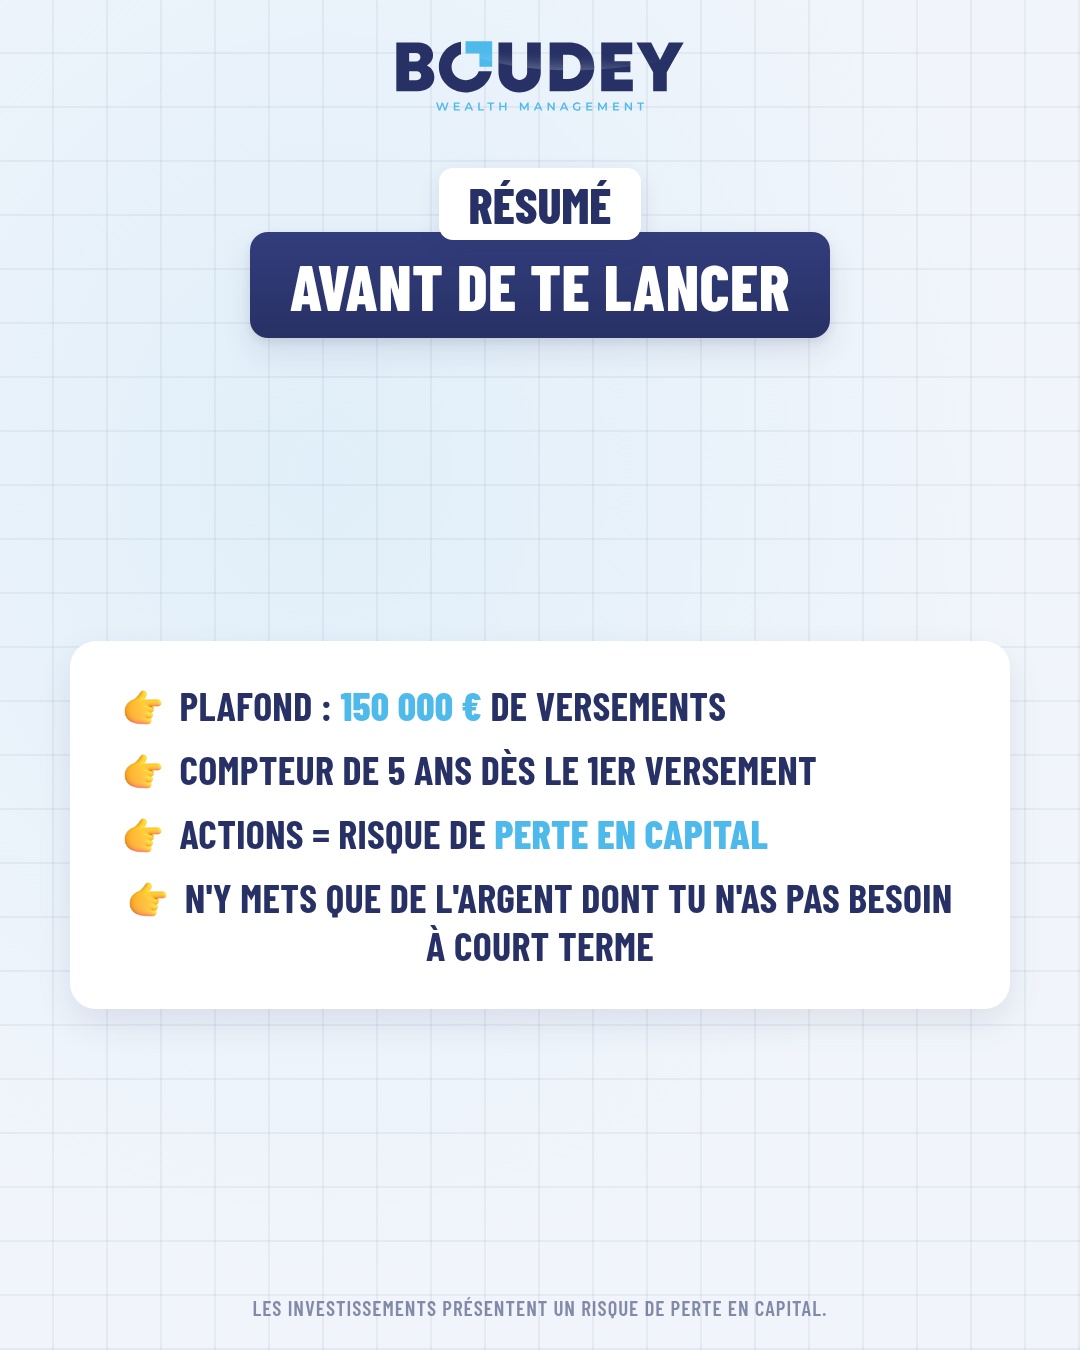 BOUDEY
WEALTH MANAGEMENT
RÉSUMÉ
AVANT DE TE LANCER
👉 PLAFOND : 150 000 € DE VERSEMENTS
👉 COMPTEUR DE 5 ANS DÈS LE 1ER VERSEMENT
👉 ACTIONS = RISQUE DE PERTE EN CAPITAL
👉 N'Y METS QUE DE L'ARGENT DONT TU N'AS PAS BESOIN
À COURT TERME
LES INVESTISSEMENTS PRÉSENTENT UN RISQUE DE PERTE EN CAPITAL.